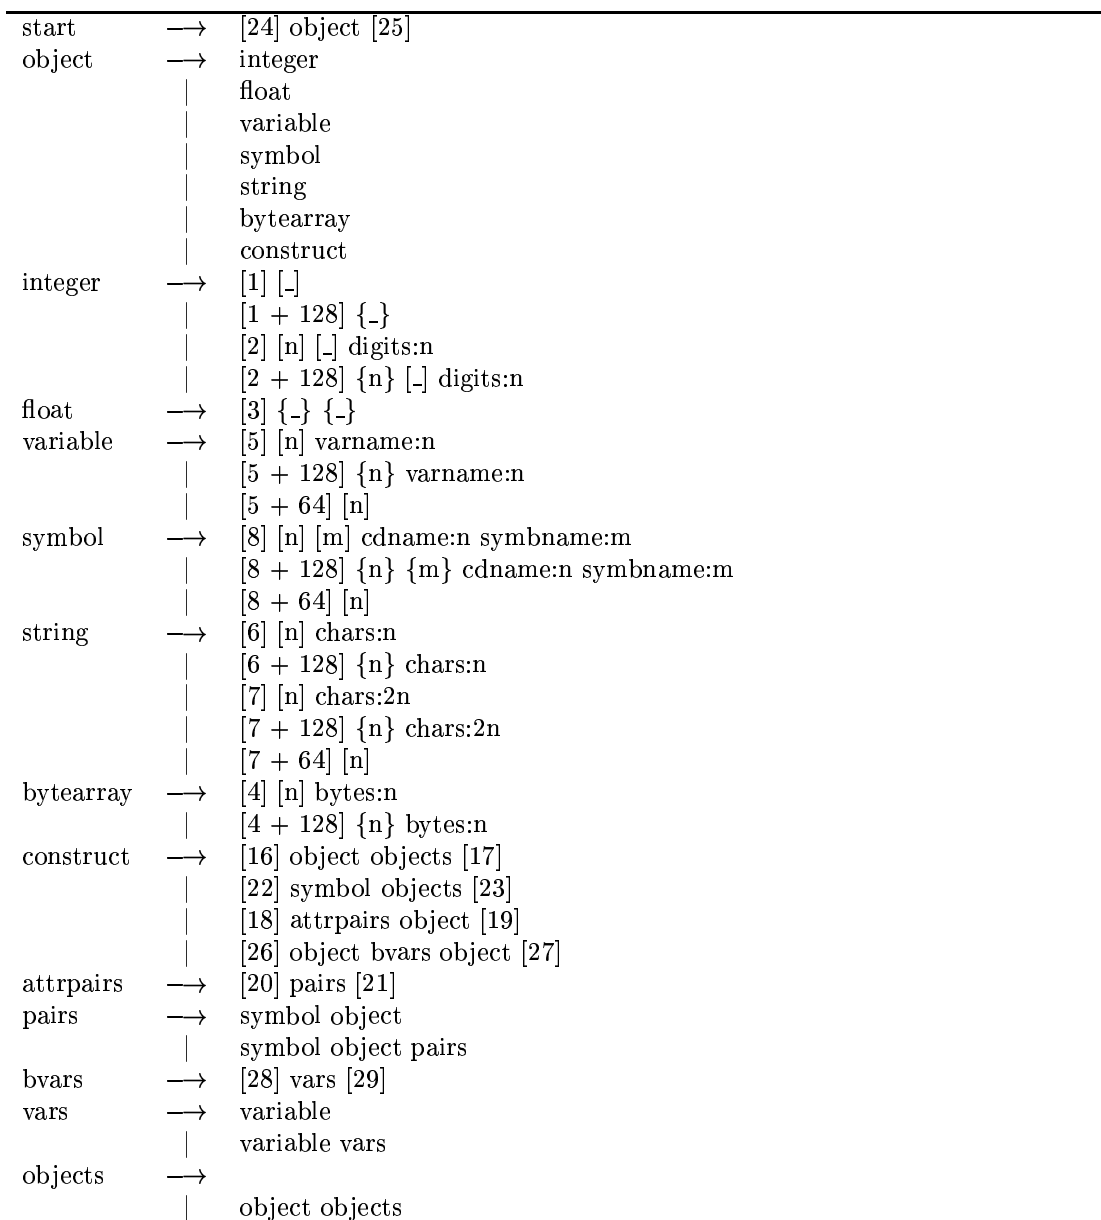 start ⟶ [24] object [25]
object ⟶ integer
| float
| variable
| symbol
| string
| bytearray
| construct
integer ⟶ [1] [_]
| [1 + 128] {_}
| [2] [n] [_] digits:n
| [2 + 128] {n} [_] digits:n
float ⟶ [3] {_} {_}
variable ⟶ [5] [n] varname:n
| [5 + 128] {n} varname:n
| [5 + 64] [n]
symbol ⟶ [8] [n] [m] cdname:n symbname:m
| [8 + 128] {n} {m} cdname:n symbname:m
| [8 + 64] [n]
string ⟶ [6] [n] chars:n
| [6 + 128] {n} chars:n
| [7] [n] chars:2n
| [7 + 128] {n} chars:2n
| [7 + 64] [n]
bytearray ⟶ [4] [n] bytes:n
| [4 + 128] {n} bytes:n
construct ⟶ [16] object objects [17]
| [22] symbol objects [23]
| [18] attrpairs object [19]
| [26] object bvars object [27]
attrpairs ⟶ [20] pairs [21]
pairs ⟶ symbol object
| symbol object pairs
bvars ⟶ [28] vars [29]
vars ⟶ variable
| variable vars
objects ⟶
| object objects